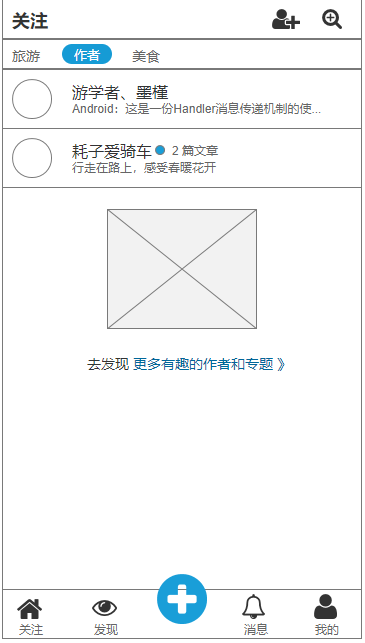 关注
旅游 作者 美食
游学者、墨槿
Android：这是一份Handler消息传递机制的使...
耗子爱骑车 2 篇文章
行走在路上，感受春暖花开
去发现 更多有趣的作者和专题 》
关注 发现 消息 我的